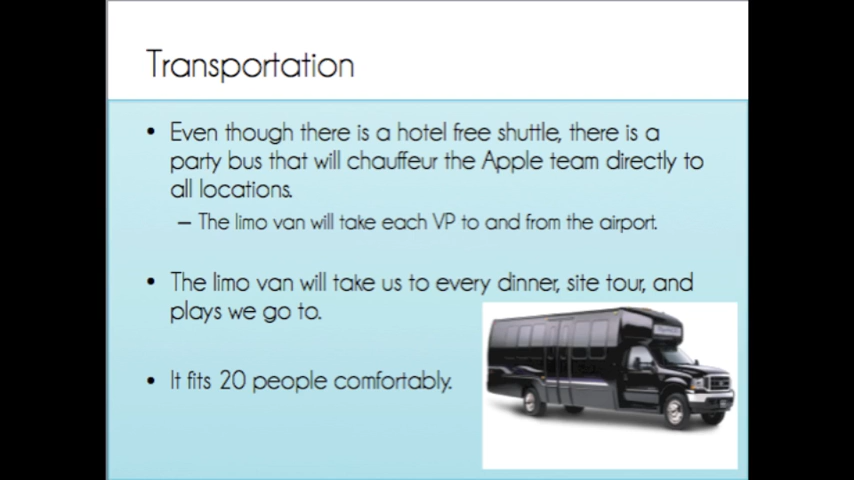 Transportation
• Even though there is a hotel free shuttle, there is a
party bus that will chauffeur the Apple team directly to
all locations.
– The limo van will take each VP to and from the airport.
• The limo van will take us to every dinner, site tour, and
plays we go to.
• It fits 20 people comfortably.